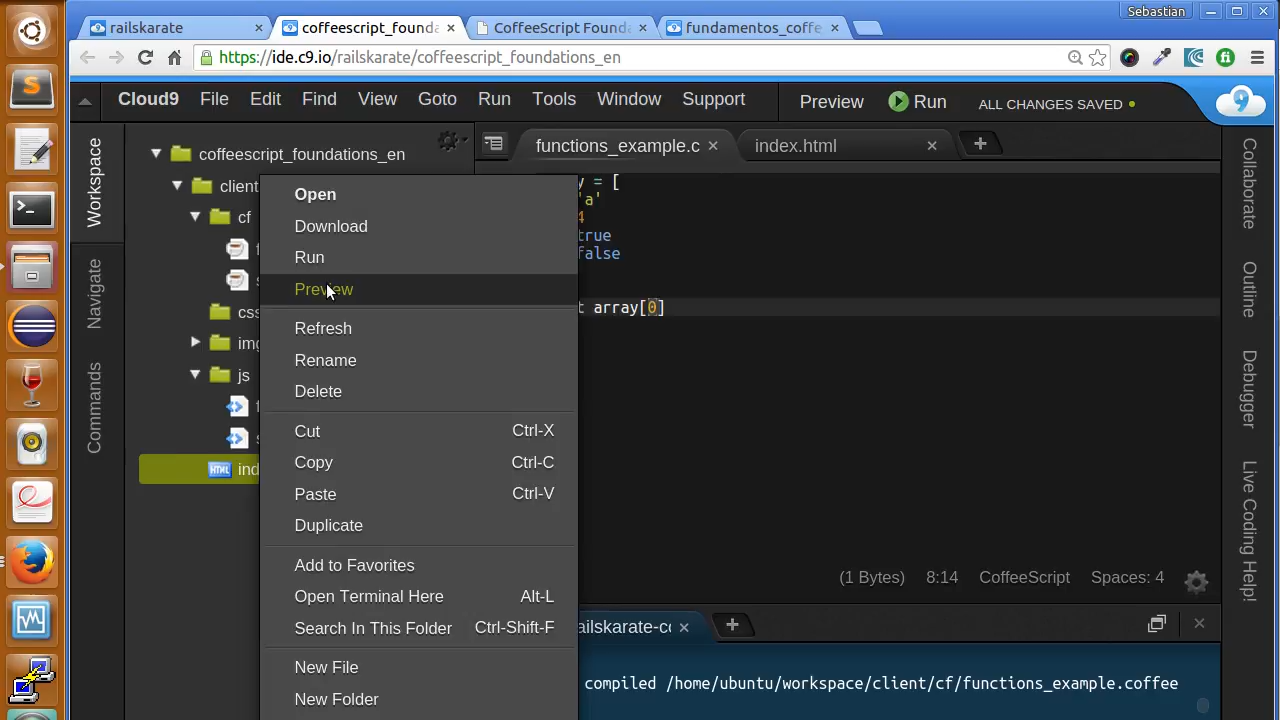 Sebastian
railskarate
coffeescript_founda
CoffeeScript Founda
fundamentos_coffe
https://ide.c9.io/railskarate/coffeescript_foundations_en
Cloud9 File Edit Find View Goto Run Tools Window Support Preview Run ALL CHANGES SAVED
Workspace
Navigate
Commands
coffeescript_foundations_en
client
cf
css
img
js
ind
Open
Download
Run
Preview
Refresh
Rename
Delete
Cut Ctrl-X
Copy Ctrl-C
Paste Ctrl-V
Duplicate
Add to Favorites
Open Terminal Here Alt-L
Search In This Folder Ctrl-Shift-F
New File
New Folder
functions_example.c
index.html
y = [
'a'
4
true
false
t array[0]
(1 Bytes) 8:14 CoffeeScript Spaces: 4
ailskarate-co
compiled /home/ubuntu/workspace/client/cf/functions_example.coffee
Collaborate
Outline
Debugger
Live Coding Help!